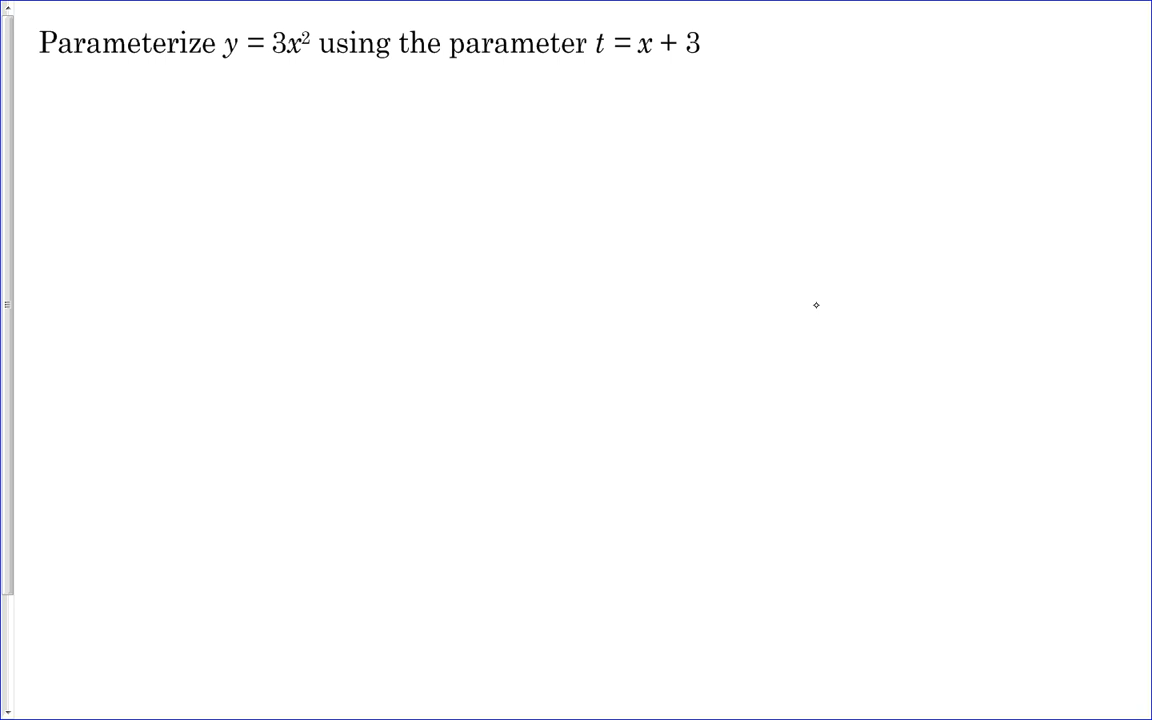 Parameterize y = 3x² using the parameter t = x + 3